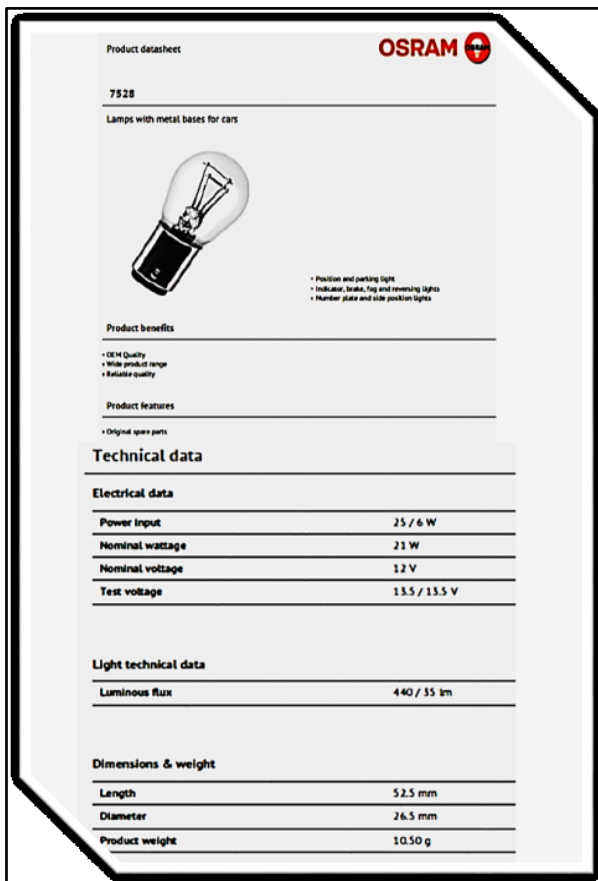 Product datasheet
OSRAM OSRAM
7528
Lamps with metal bases for cars
• Position and parking light
• Indicator, brake, fog and reversing lights
• Number plate and side position lights
Product benefits
• OEM Quality
• Wide product range
• Reliable quality
Product features
• Original spare parts
Technical data
Electrical data
Power input 25 / 6 W
Nominal wattage 21 W
Nominal voltage 12 V
Test voltage 13.5 / 13.5 V
Light technical data
Luminous flux 440 / 35 lm
Dimensions & weight
Length 52.5 mm
Diameter 26.5 mm
Product weight 10.50 g